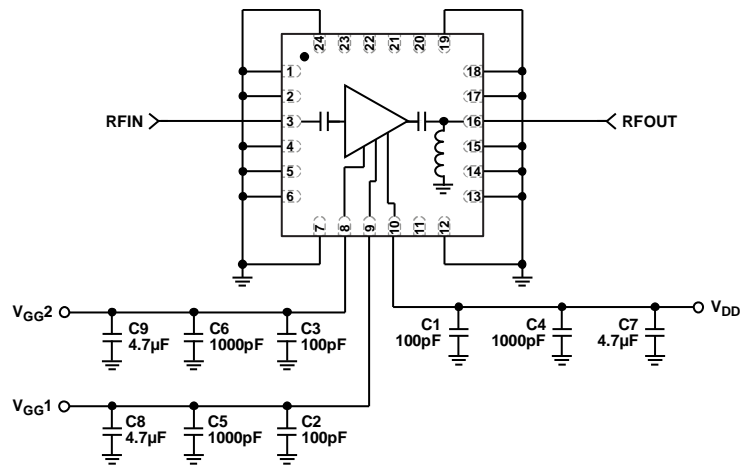 24 23 22 21 20 19
1 18
2 17
RFIN 3 16 RFOUT
4 15
5 14
6 13
7 8 9 10 11 12
VGG2 VDD
C9 C6 C3 C1 C4 C7
4.7µF 1000pF 100pF 100pF 1000pF 4.7µF
VGG1
C8 C5 C2
4.7µF 1000pF 100pF